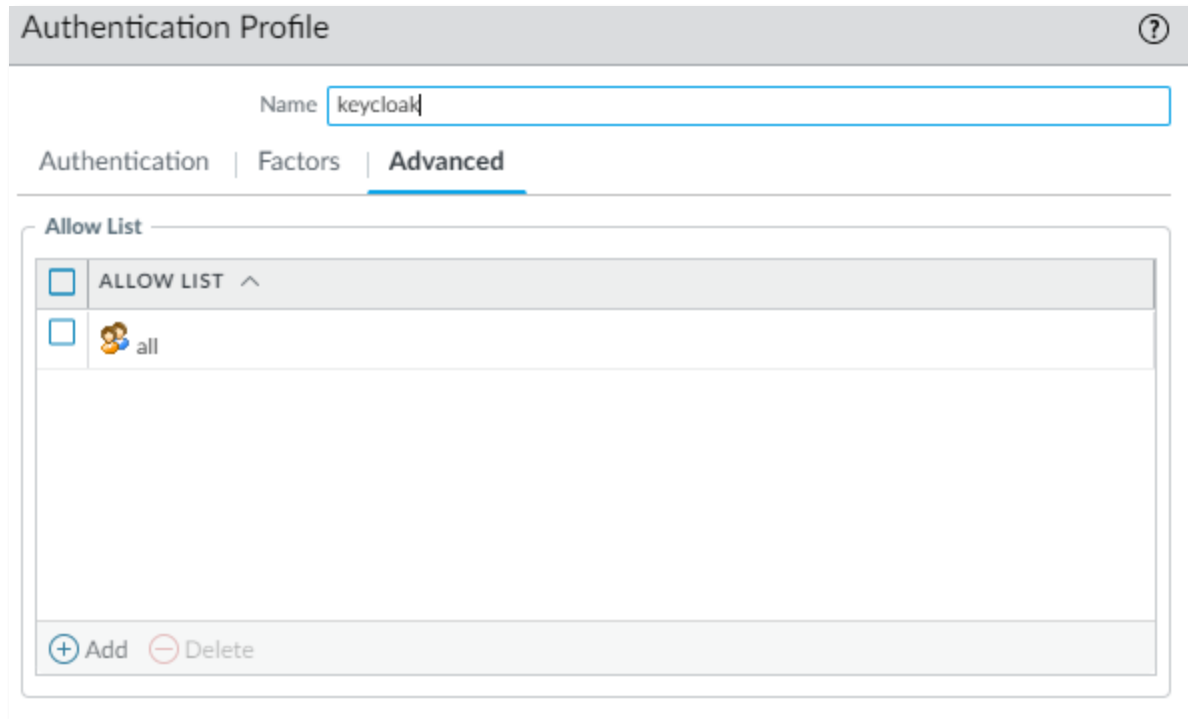 Authentication Profile
Name keycloak
Authentication Factors Advanced
Allow List
ALLOW LIST
all
Add Delete